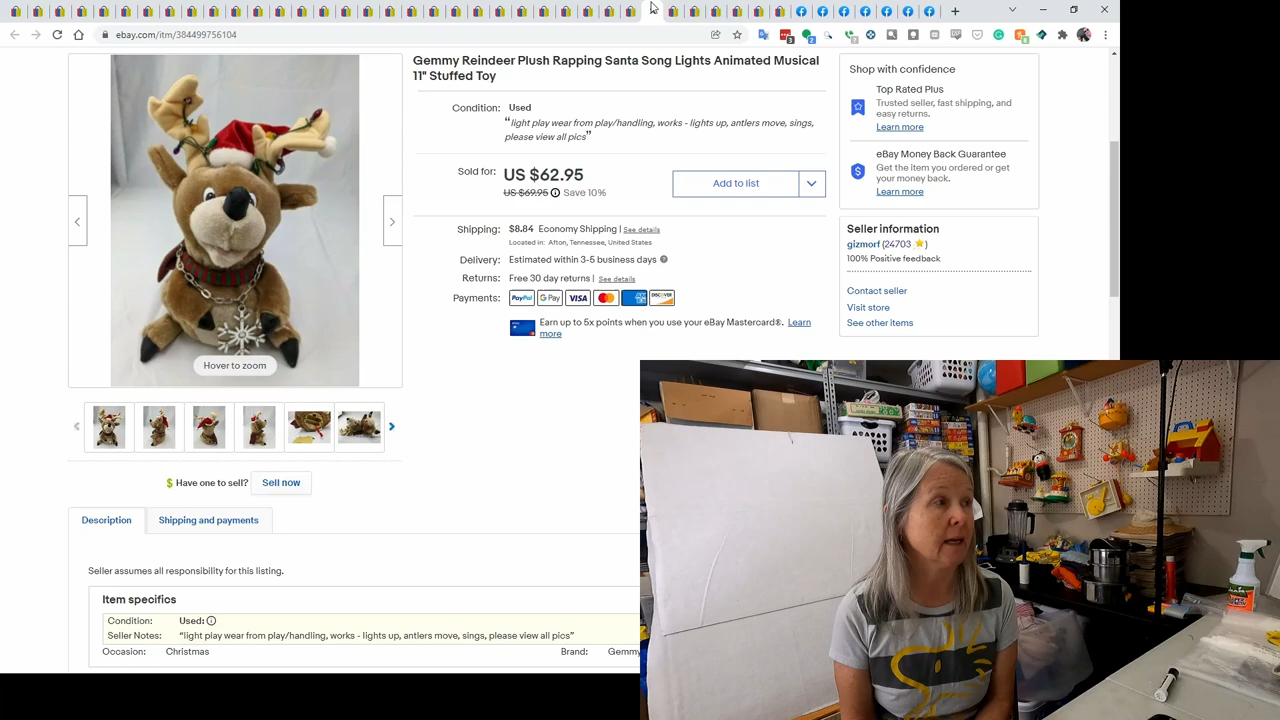 ebay.com/itm/384499756104
Gemmy Reindeer Plush Rapping Santa Song Lights Animated Musical
11" Stuffed Toy
Condition: Used
“light play wear from play/handling, works - lights up, antlers move, sings,
please view all pics”
Sold for: US $62.95
US $69.95 Save 10%
Add to list
Shipping: $8.84 Economy Shipping | See details
Located in: Afton, Tennessee, United States
Delivery: Estimated within 3-5 business days
Returns: Free 30 day returns | See details
Payments: PayPal G Pay VISA DISCOVER
Earn up to 5x points when you use your eBay Mastercard®. Learn
more
Shop with confidence
Top Rated Plus
Trusted seller, fast shipping, and
easy returns.
Learn more
eBay Money Back Guarantee
Get the item you ordered or get
your money back.
Learn more
Seller information
gizmorf (24703 )
100% Positive feedback
Contact seller
Visit store
See other items
Hover to zoom
$ Have one to sell? Sell now
Description Shipping and payments
Seller assumes all responsibility for this listing.
Item specifics
Condition: Used:
Seller Notes: “light play wear from play/handling, works - lights up, antlers move, sings, please view all pics”
Occasion: Christmas Brand: Gemmy